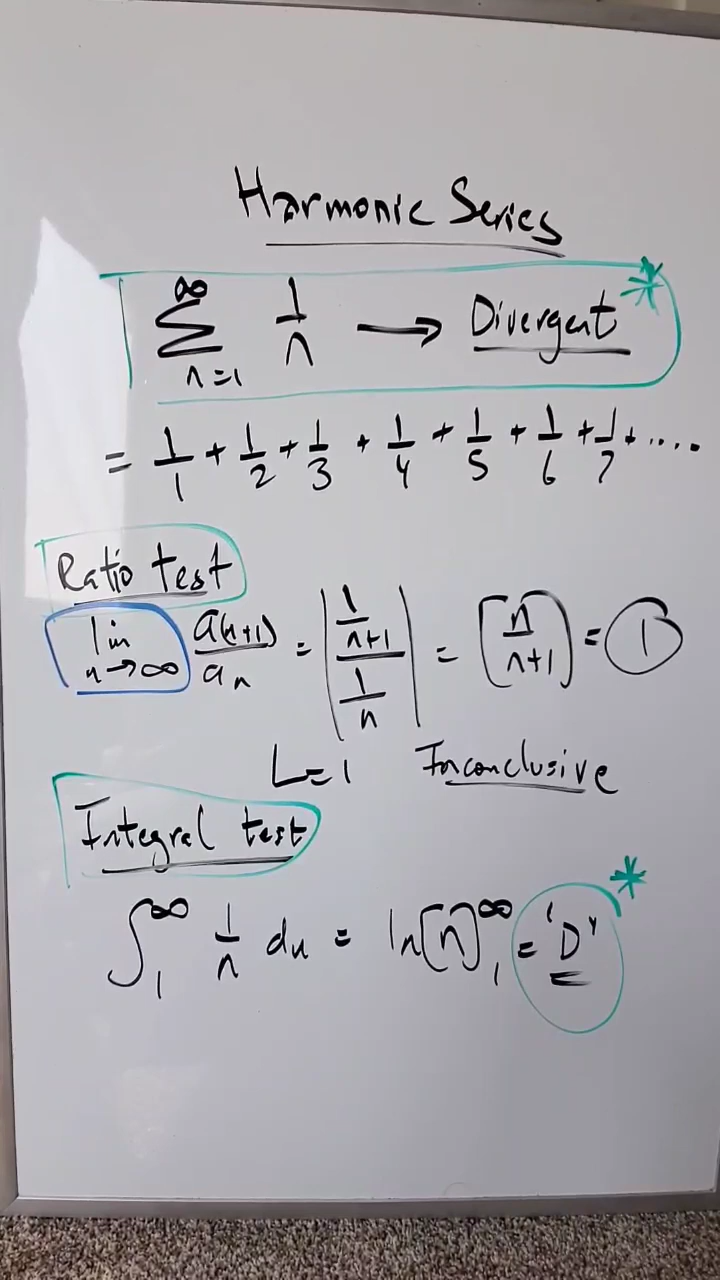 Harmonic Series
∞ Σ n=1 1/n → Divergent *
= 1/1 + 1/2 + 1/3 + 1/4 + 1/5 + 1/6 + 1/7 + ....
Ratio test
lim n→∞ a(n+1)/an = |1/(n+1) / 1/n| = [n/n+1] = 1
L=1 Inconclusive
Integral test
∫₁^∞ 1/n dn = ln[n]₁^∞ = 'D' *